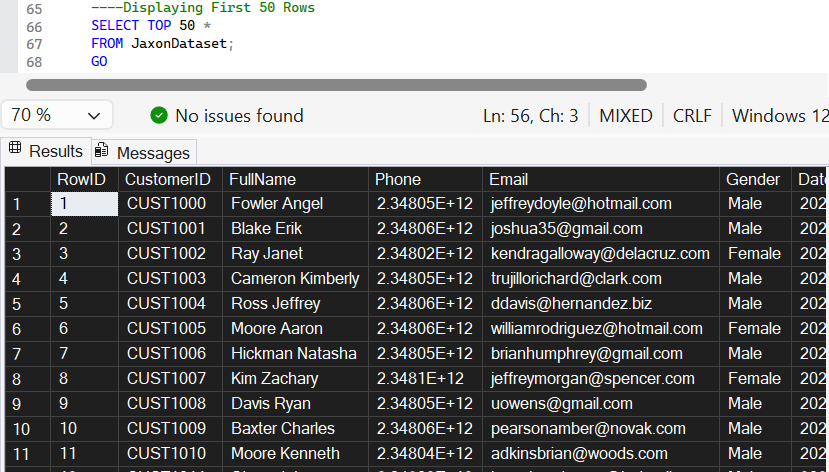 65 ----Displaying First 50 Rows
66 SELECT TOP 50 *
67 FROM JaxonDataset;
68 GO
70 % No issues found Ln: 56, Ch: 3 MIXED CRLF Windows 12
Results Messages
RowID CustomerID FullName Phone Email Gender Date
1 1 CUST1000 Fowler Angel 2.34805E+12 jeffreydoyle@hotmail.com Male 202
2 2 CUST1001 Blake Erik 2.34806E+12 joshua35@gmail.com Male 202
3 3 CUST1002 Ray Janet 2.34802E+12 kendragalloway@delacruz.com Female 202
4 4 CUST1003 Cameron Kimberly 2.34805E+12 trujillorichard@clark.com Male 202
5 5 CUST1004 Ross Jeffrey 2.34806E+12 ddavis@hernandez.biz Male 202
6 6 CUST1005 Moore Aaron 2.34806E+12 williamrodriguez@hotmail.com Female 202
7 7 CUST1006 Hickman Natasha 2.34805E+12 brianhumphrey@gmail.com Male 202
8 8 CUST1007 Kim Zachary 2.3481E+12 jeffreymorgan@spencer.com Female 202
9 9 CUST1008 Davis Ryan 2.34805E+12 uowens@gmail.com Male 202
10 10 CUST1009 Baxter Charles 2.34806E+12 pearsonamber@novak.com Male 202
11 11 CUST1010 Moore Kenneth 2.34804E+12 adkinsbrian@woods.com Male 202